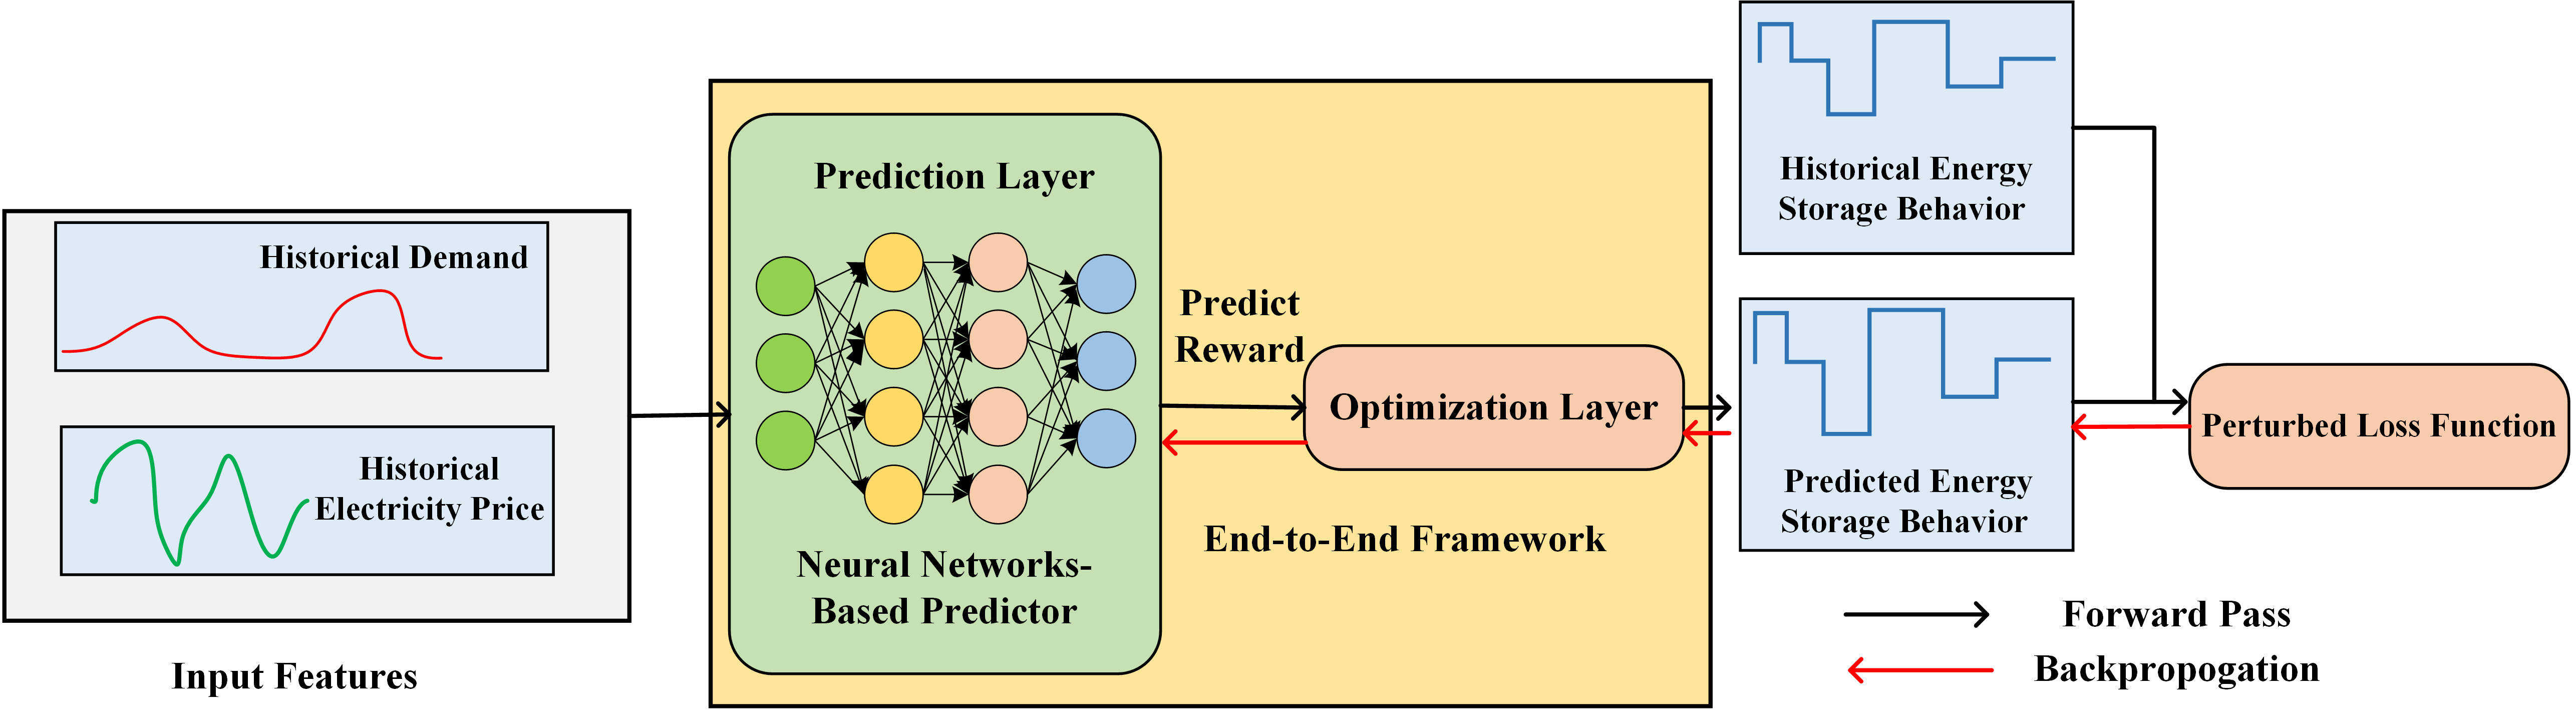 Historical Demand
Historical
Electricity Price
Input Features
Prediction Layer
Neural Networks-
Based Predictor
Predict
Reward
Optimization Layer
End-to-End Framework
Historical Energy
Storage Behavior
Predicted Energy
Storage Behavior
Perturbed Loss Function
Forward Pass
Backpropogation